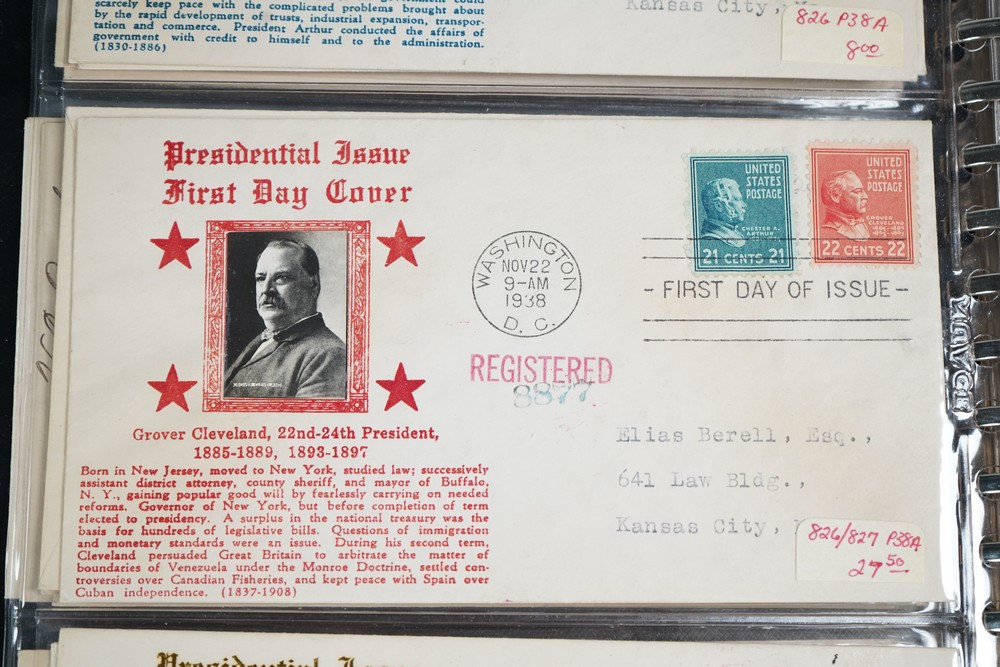 scarcely keep pace with the complicated problems brought about
by the rapid development of trusts, industrial expansion, transpor-
tation and commerce. President Arthur conducted the affairs of
government with credit to himself and to the administration.
(1830-1886)
Kansas City,
826 P38A
800
Presidential Issue
First Day Cover
Grover Cleveland, 22nd-24th President,
1885-1889, 1893-1897
Born in New Jersey, moved to New York, studied law; successively
assistant district attorney, county sheriff, and mayor of Buffalo,
N. Y., gaining popular good will by fearlessly carrying on needed
reforms. Governor of New York, but before completion of term
elected to presidency. A surplus in the national treasury was the
basis for hundreds of legislative bills. Questions of immigration
and monetary standards were an issue. During his second term,
Cleveland persuaded Great Britain to arbitrate the matter of
boundaries of Venezuela under the Monroe Doctrine, settled con-
troversies over Canadian Fisheries, and kept peace with Spain over
Cuban independence. (1837-1908)
WASHINGTON
NOV 22
9-AM
1938
D. C.
UNITED
STATES
POSTAGE
CHESTER A.
ARTHUR
21 CENTS 21
UNITED
STATES
POSTAGE
GROVER
CLEVELAND
22 CENTS 22
- FIRST DAY OF ISSUE -
REGISTERED
8877
Elias Berell, Esq.,
641 Law Bldg.,
Kansas City,
826/827 P38A
27 50
Presidential Issue